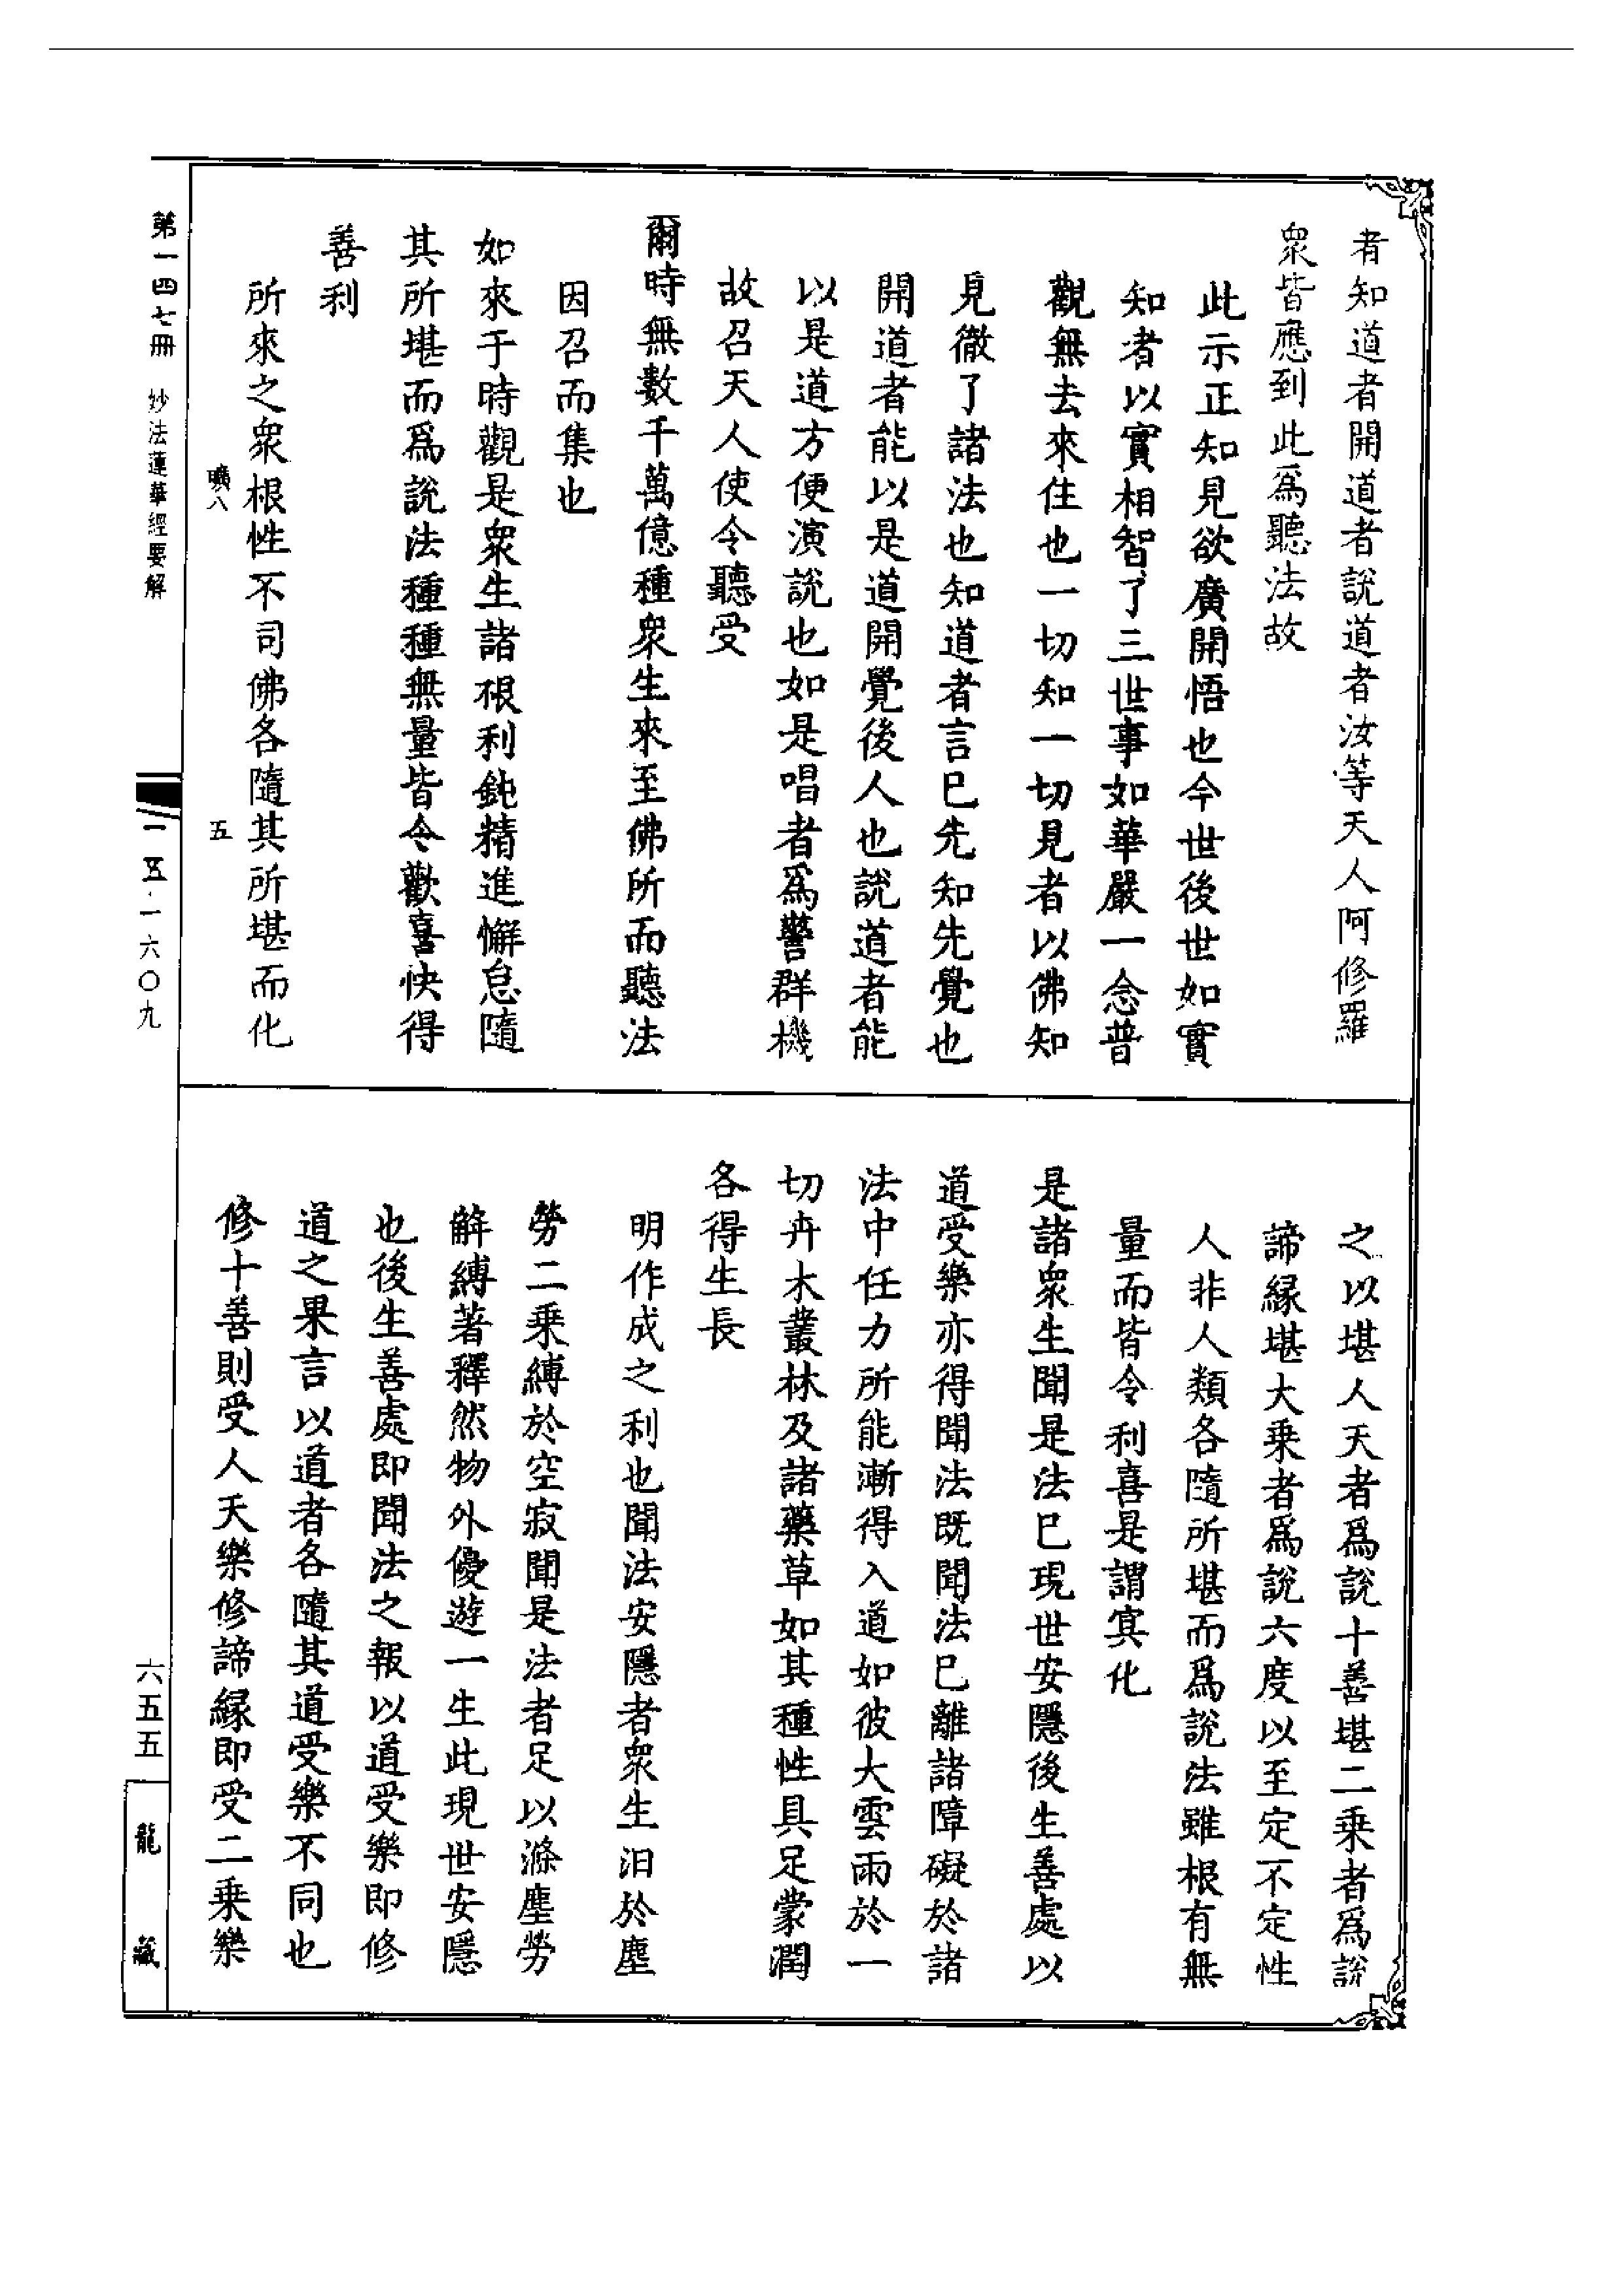 者知道者開道者說道者汝等天人阿修羅
衆皆應到此爲聽法故
此示正知見欲廣開悟也今世後世如實
知者以實相智了三世事如華嚴一念普
觀無去來住也一切知一切見者以佛知
見徹了諸法也知道者言已先知先覺也
開道者能以是道開覺後人也說道者能
以是道方便演說也如是唱者爲警群機
故召天人使令聽受
爾時無數千萬億種衆生來至佛所而聽法
因召而集也
如來于時觀是衆生諸根利鈍精進懈怠隨
其所堪而爲說法種種無量皆令歡喜快得
善利
所來之衆根性不司佛各隨其所堪而化
曠八 五
之以堪人天者爲說十善堪二乘者爲說
諦緣堪大乘者爲說六度以至定不定性
人非人類各隨所堪而爲說法雖根有無
量而皆令利喜是謂寘化
是諸衆生聞是法已現世安隱後生善處以
道受樂亦得聞法既聞法已離諸障礙於諸
法中任力所能漸得入道如彼大雲雨於一
切卉木叢林及諸藥草如其種性具足蒙潤
各得生長
明作成之利也聞法安隱者衆生汩於塵
勞二乘縛於空寂聞是法者足以滌塵勞
解縛著釋然物外優遊一生此現世安隱
也後生善處即聞法之報以道受樂即修
道之果言以道者各隨其道受樂不同也
修十善則受人天樂修諦緣即受二乘樂
第一四七冊 妙法蓮華經要解
一五·一六〇九
六五五
龍藏